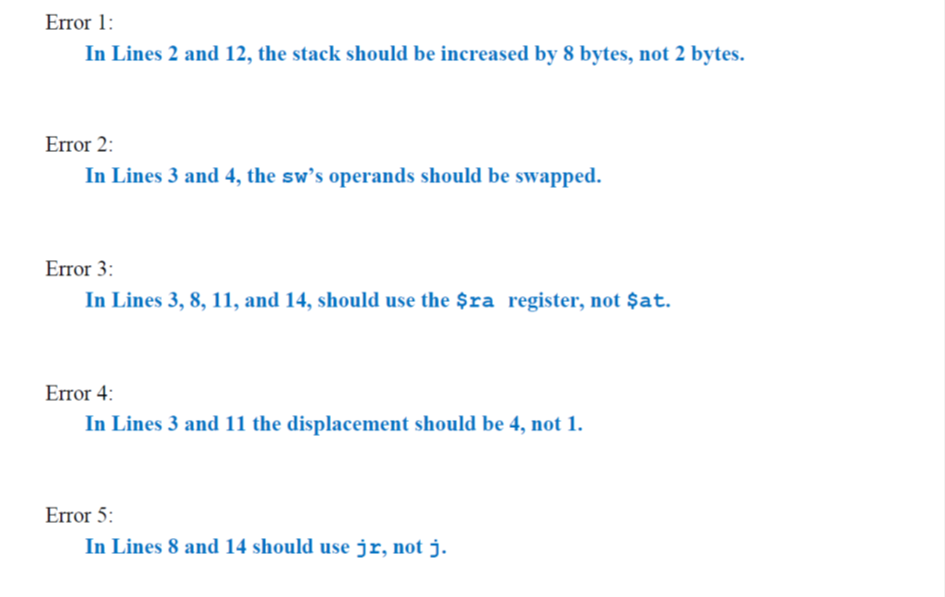 Error 1:
In Lines 2 and 12, the stack should be increased by 8 bytes, not 2 bytes.
Error 2:
In Lines 3 and 4, the sw’s operands should be swapped.
Error 3:
In Lines 3, 8, 11, and 14, should use the $ra register, not $at.
Error 4:
In Lines 3 and 11 the displacement should be 4, not 1.
Error 5:
In Lines 8 and 14 should use jr, not j.